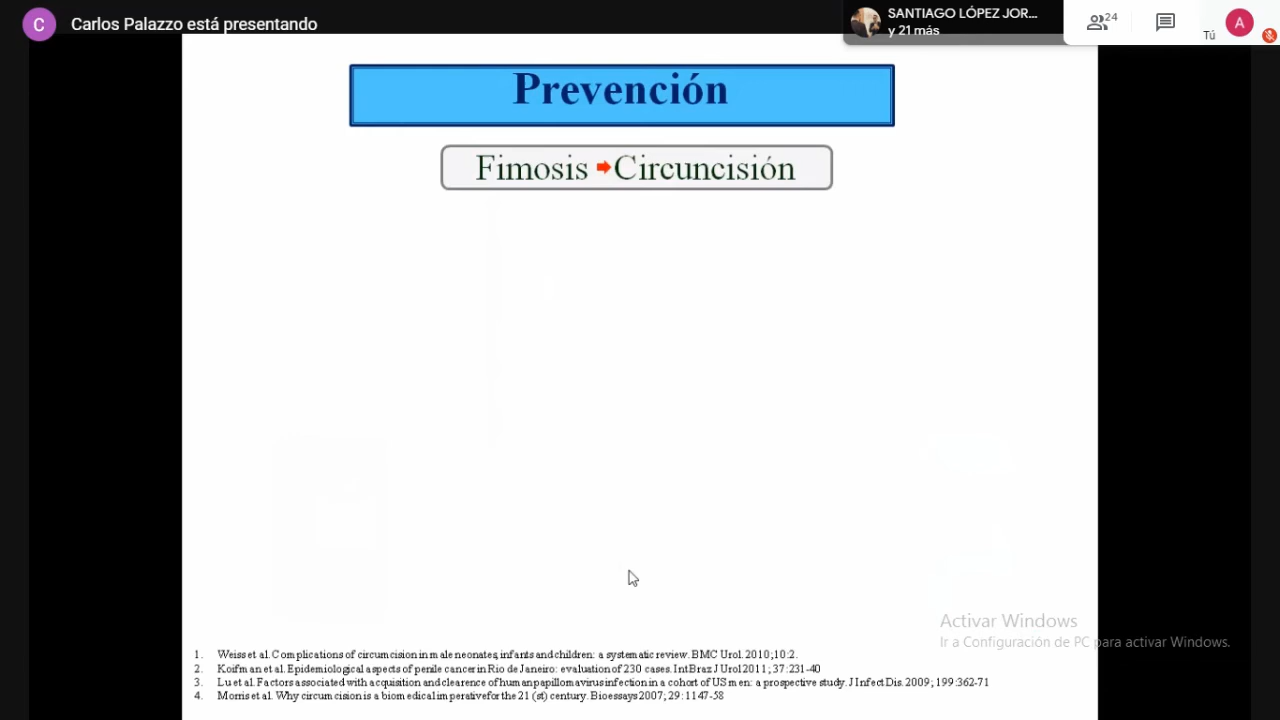 C Carlos Palazzo está presentando
SANTIAGO LÓPEZ JOR...
y 21 más
24
Tú
A
Prevención
Fimosis Circuncisión
Activar Windows
Ir a Configuración de PC para activar Windows.
1. Weiss et al. Complications of circumcision in male neonates, infants and children: a systematic review. BMC Urol. 2010;10:2.
2. Koifman et al. Epidemiological aspects of penile cancer in Rio de Janeiro: evaluation of 230 cases. Int Braz J Urol 2011; 37:231-40
3. Lu et al. Factors associated with acquisition and clearence of human papillomavirus infection in a cohort of US men: a prospective study. J Infect Dis. 2009; 199:362-71
4. Morris et al. Why circumcision is a biomedical imperative for the 21 (st) century. Bioessays 2007; 29:1147-58